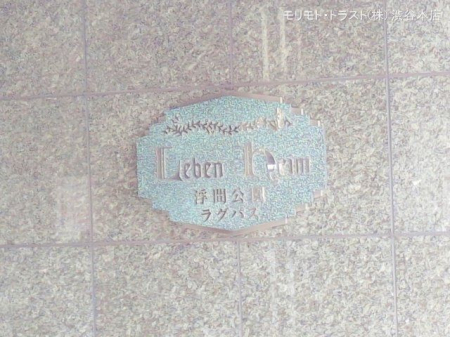 モリモト・トラスト(株) 渋谷本店
Leben Heim
浮間公園
ラグパス